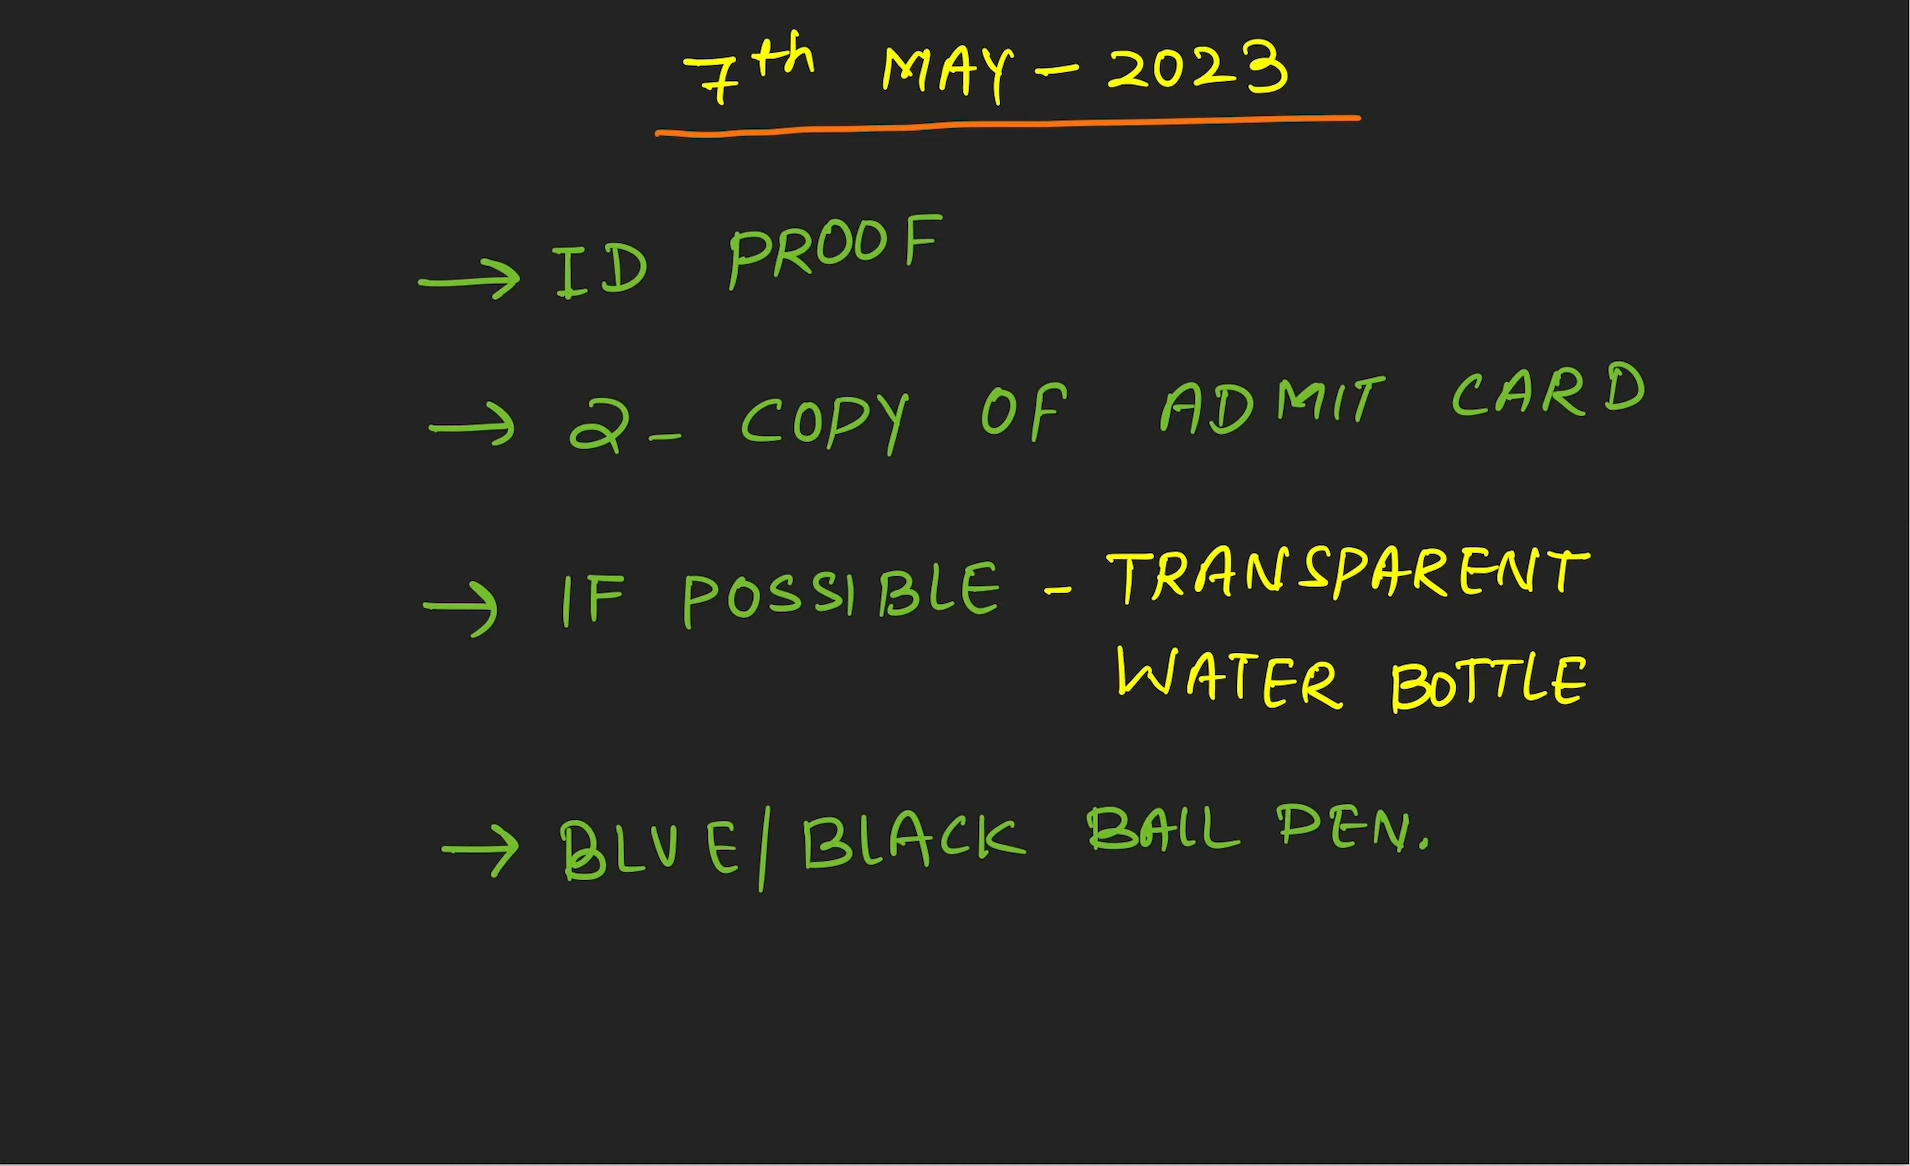 7th MAY - 2023
→ ID PROOF
→ 2 - COPY OF ADMIT CARD
→ IF POSSIBLE - TRANSPARENT
WATER BOTTLE
→ BLUE/BLACK BALL PEN.